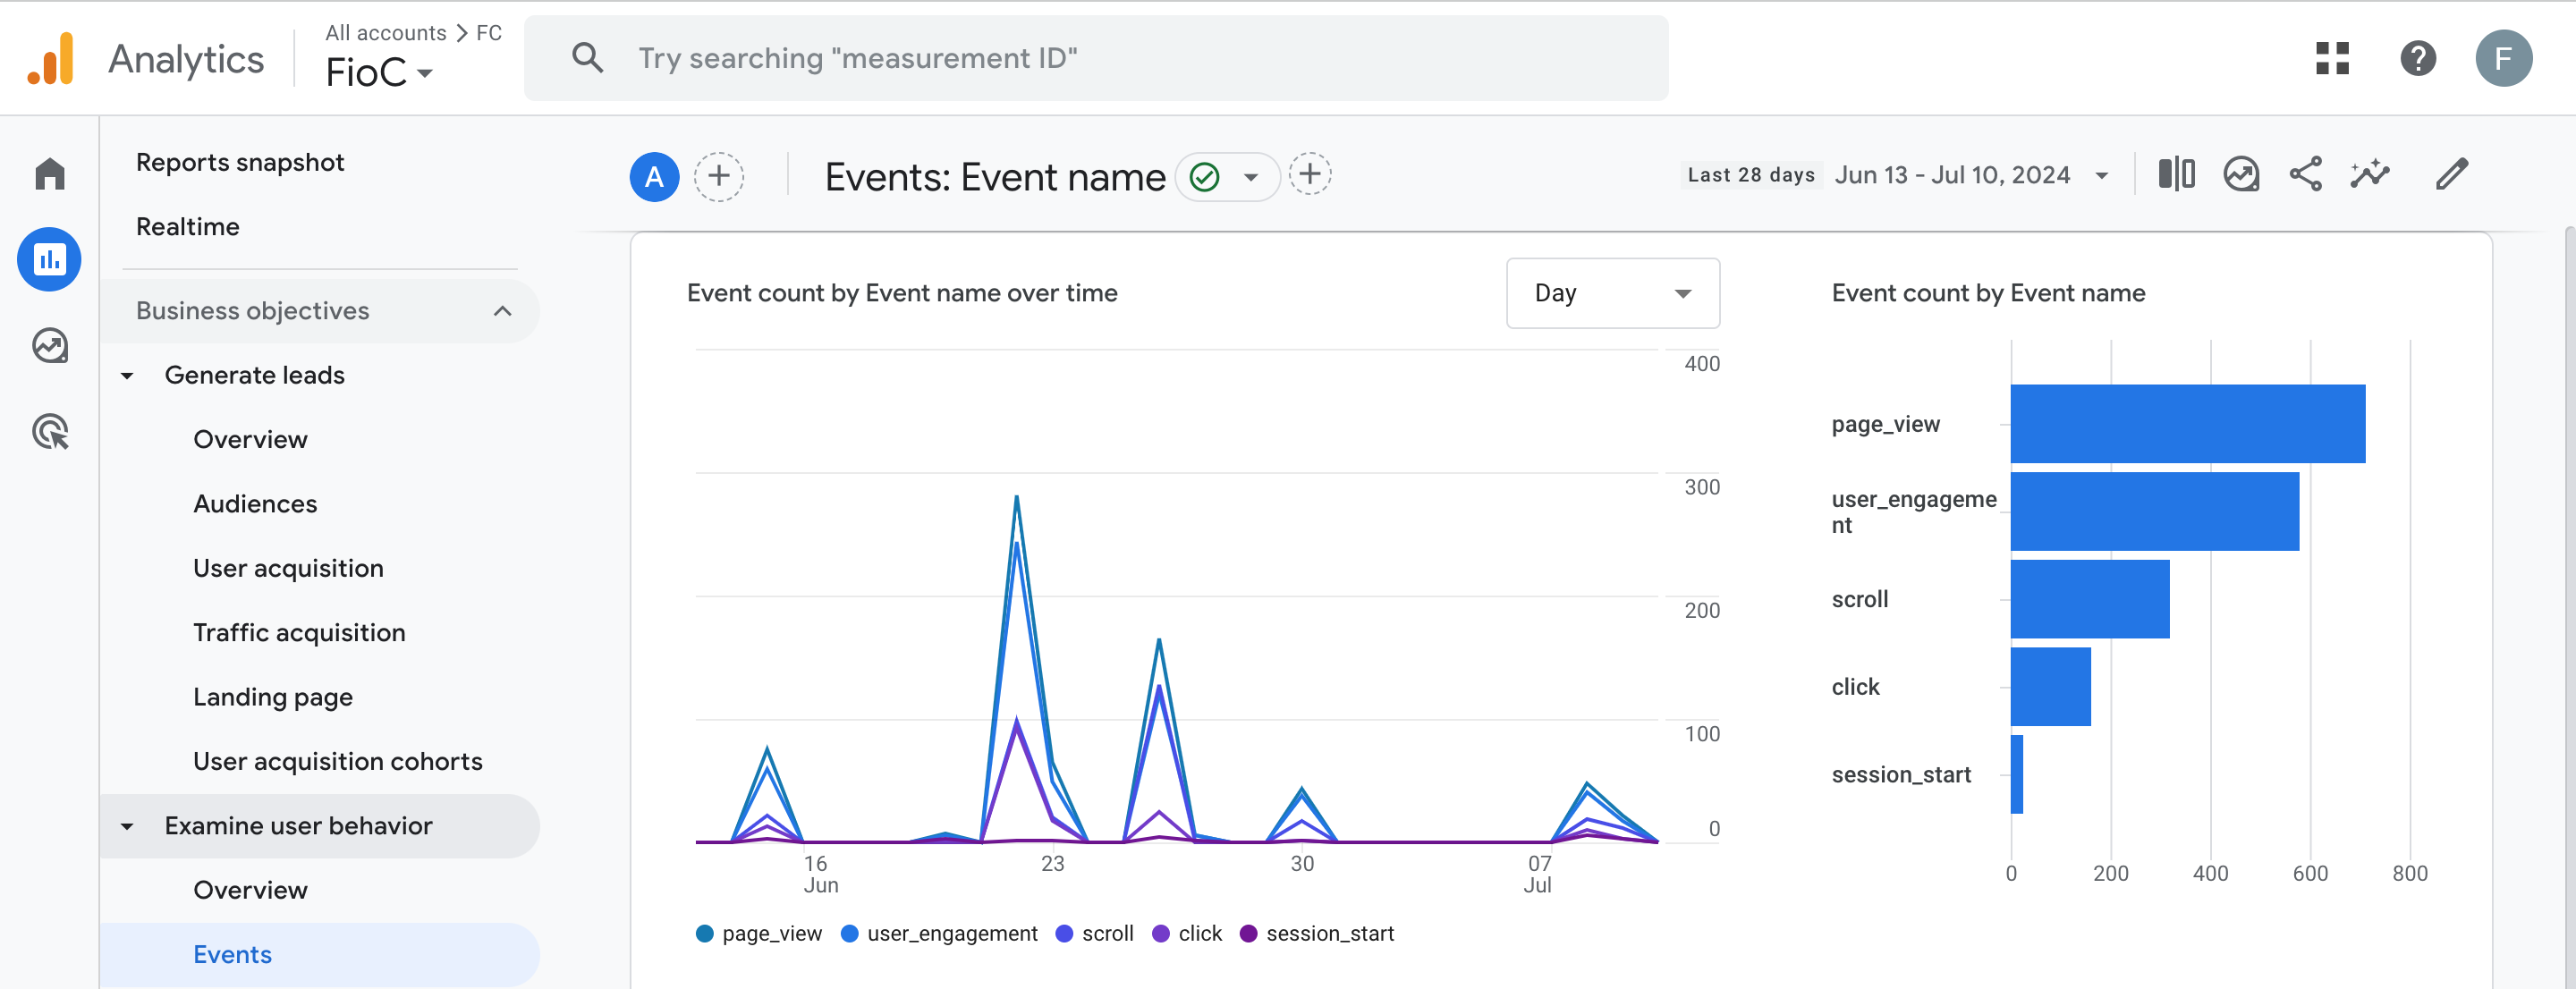 Analytics
All accounts > FC
FioC
Try searching "measurement ID"
F
Reports snapshot
Realtime
Business objectives
Generate leads
Overview
Audiences
User acquisition
Traffic acquisition
Landing page
User acquisition cohorts
Examine user behavior
Overview
Events
A
Events: Event name
Last 28 days Jun 13 - Jul 10, 2024
Event count by Event name over time
Day
400
300
200
100
0
16
Jun
23
30
07
Jul
page_view user_engagement scroll click session_start
Event count by Event name
page_view
user_engageme
nt
scroll
click
session_start
0 200 400 600 800